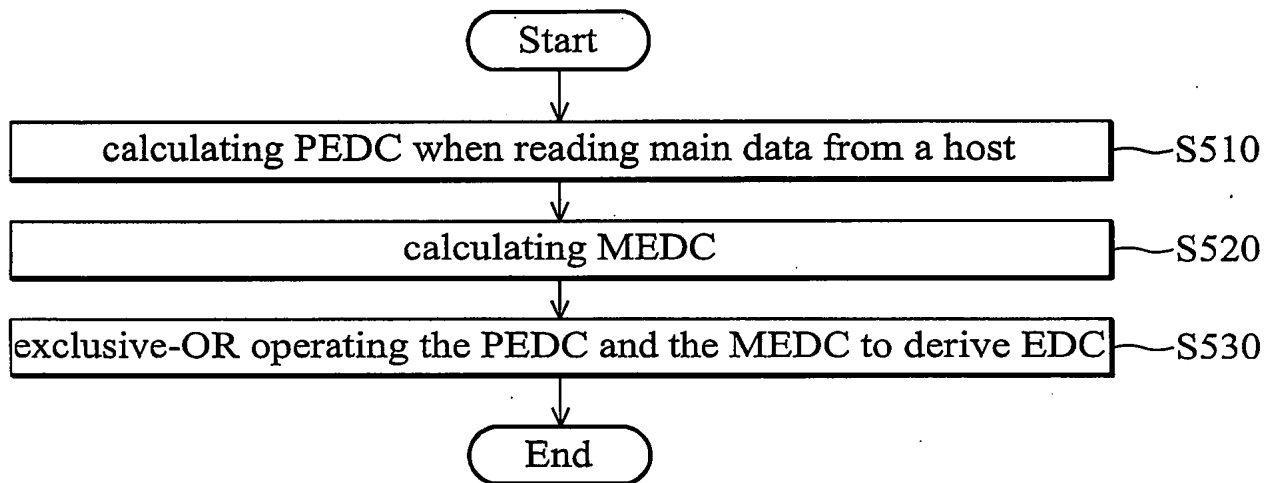 Start
calculating PEDC when reading main data from a host
S510
calculating MEDC
S520
exclusive-OR operating the PEDC and the MEDC to derive EDC
S530
End